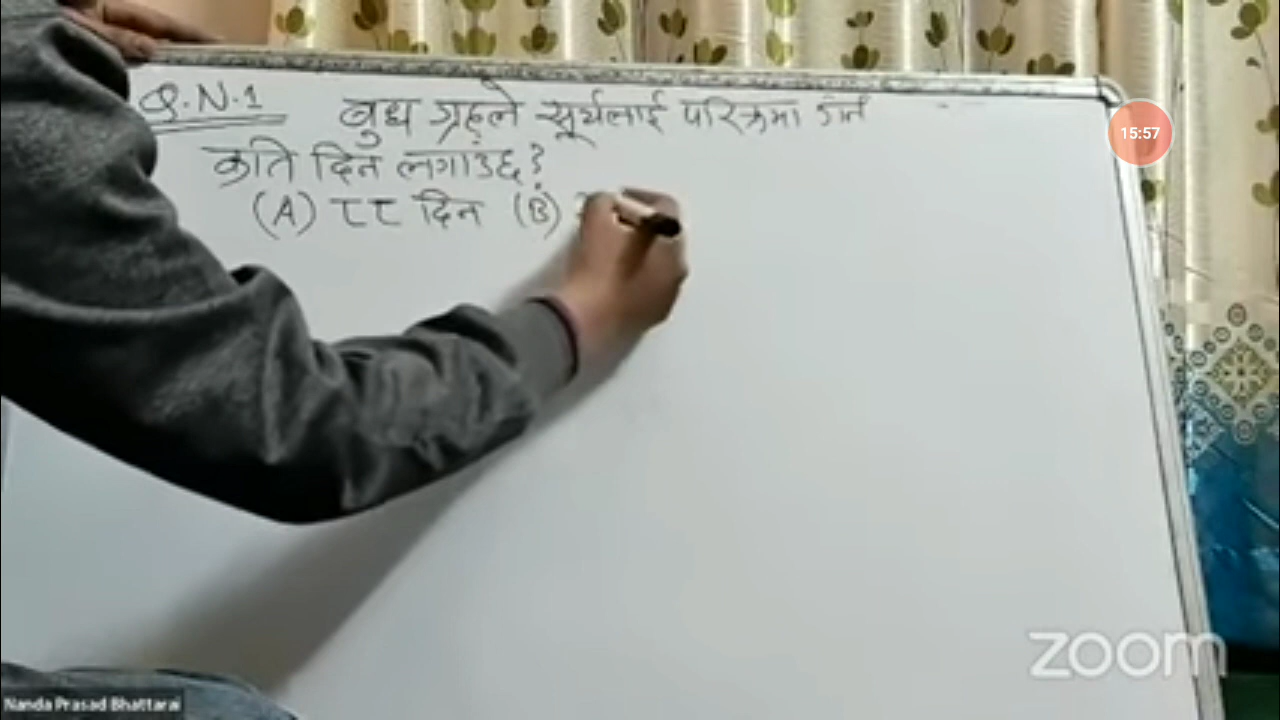 Q.N.1 बुध ग्रहले सूर्यलाई परिक्रमा गर्न
कति दिन लगाउँछ?
(A) ८८ दिन (B)
15:57
zoom
Nanda Prasad Bhattarai